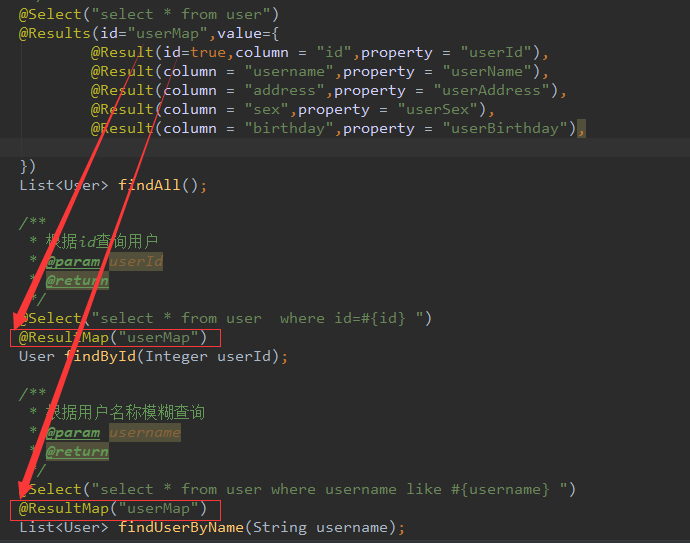 @Select("select * from user")
@Results(id="userMap",value={
@Result(id=true,column = "id",property = "userId"),
@Result(column = "username",property = "userName"),
@Result(column = "address",property = "userAddress"),
@Result(column = "sex",property = "userSex"),
@Result(column = "birthday",property = "userBirthday"),
})
List<User> findAll();
/**
* 根据id查询用户
* @param userId
* @return
*/
@Select("select * from user  where id=#{id} ")
@ResultMap("userMap")
User findById(Integer userId);
/**
* 根据用户名称模糊查询
* @param username
* @return
*/
@Select("select * from user where username like #{username} ")
@ResultMap("userMap")
List<User> findUserByName(String username);